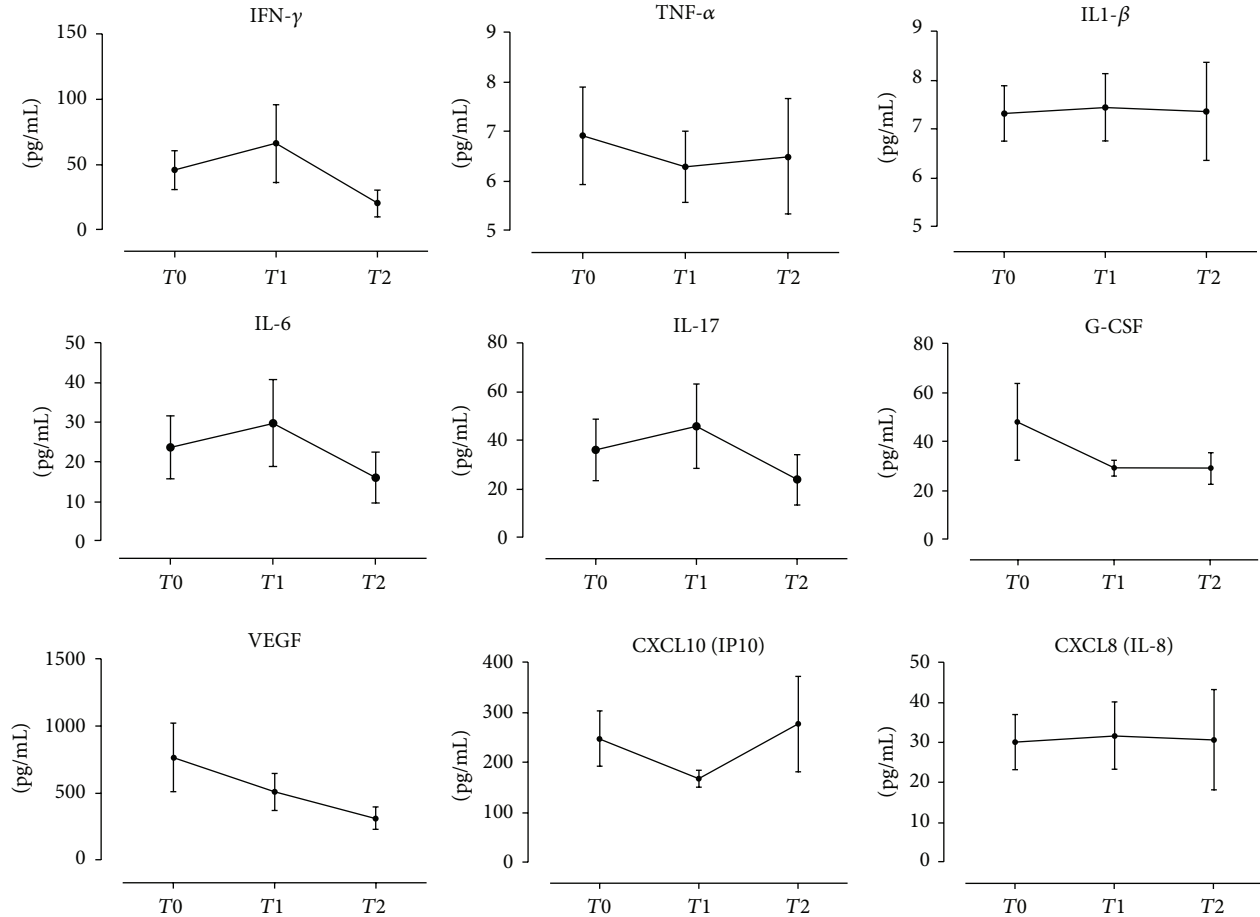 IFN-γ
150
100
50
0
(pg/mL)
T0 T1 T2
TNF-α
9
8
7
6
5
(pg/mL)
T0 T1 T2
IL1-β
9
8
7
6
5
(pg/mL)
T0 T1 T2
IL-6
50
40
30
20
10
0
(pg/mL)
T0 T1 T2
IL-17
80
60
40
20
0
(pg/mL)
T0 T1 T2
G-CSF
80
60
40
20
0
(pg/mL)
T0 T1 T2
VEGF
1500
1000
500
0
(pg/mL)
T0 T1 T2
CXCL10 (IP10)
400
300
200
100
0
(pg/mL)
T0 T1 T2
CXCL8 (IL-8)
50
40
30
20
10
0
(pg/mL)
T0 T1 T2